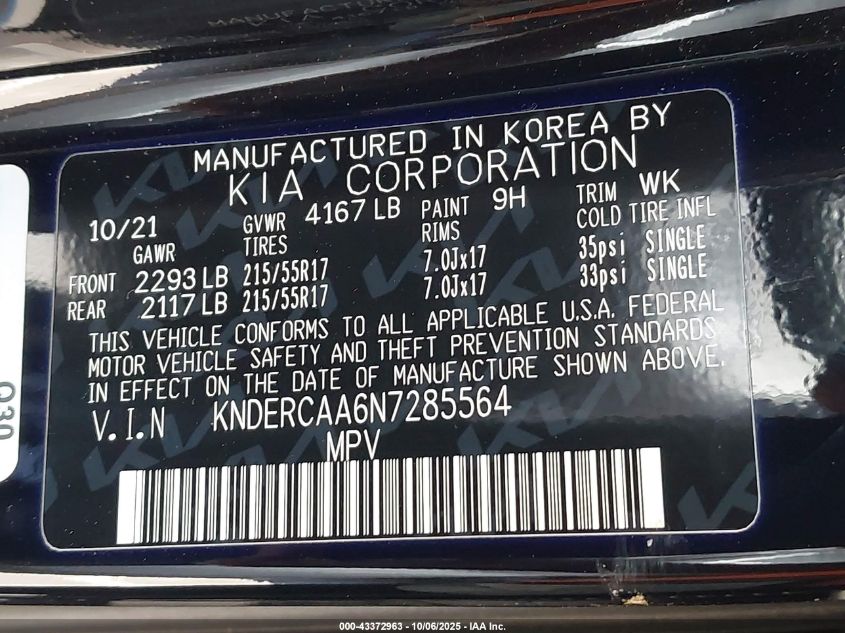 MANUFACTURED IN KOREA BY
KIA CORPORATION
10/21 GVWR 4167 LB PAINT 9H TRIM WK
GAWR TIRES RIMS COLD TIRE INFL
FRONT 2293 LB 215/55R17 7.0Jx17 35psi SINGLE
REAR 2117 LB 215/55R17 7.0Jx17 33psi SINGLE
THIS VEHICLE CONFORMS TO ALL APPLICABLE U.S.A. FEDERAL
MOTOR VEHICLE SAFETY AND THEFT PREVENTION STANDARDS
IN EFFECT ON THE DATE OF MANUFACTURE SHOWN ABOVE.
V.I.N KNDERCAA6N7285564
MPV
000-43372963 - 10/06/2025 - IAA Inc.